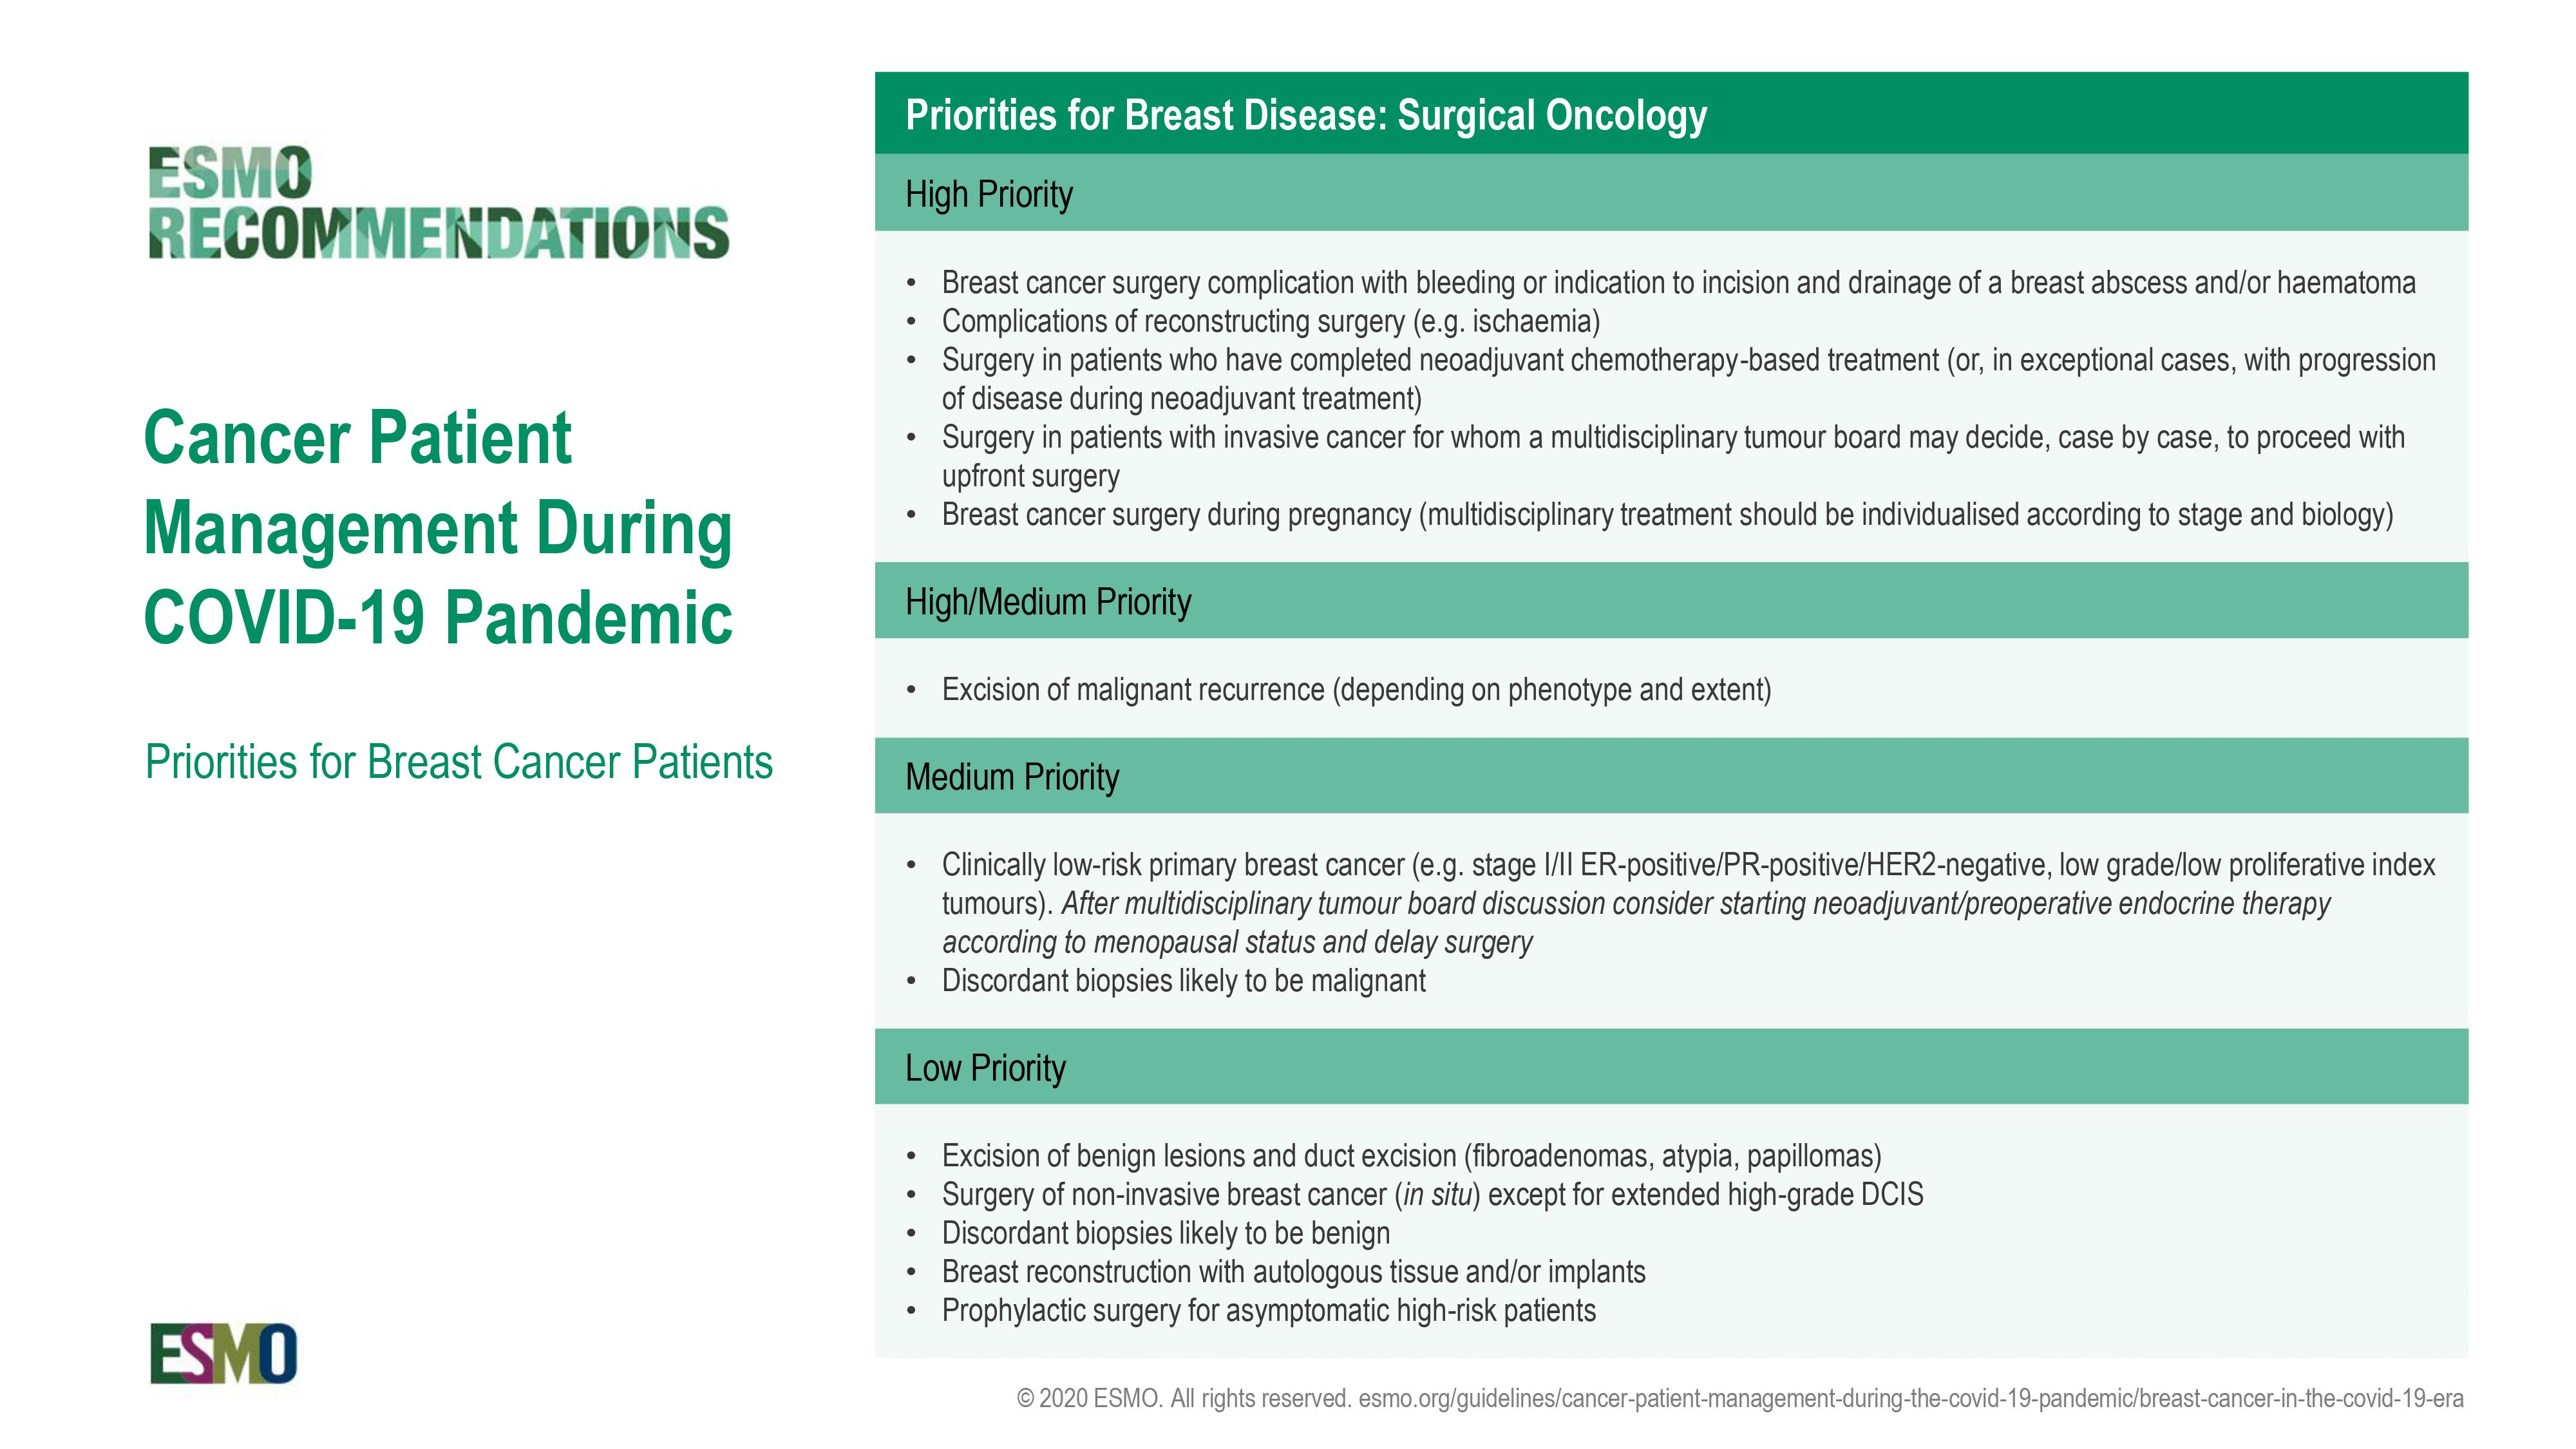 ESMO
RECOMMENDATIONS
Cancer Patient
Management During
COVID-19 Pandemic
Priorities for Breast Cancer Patients
ESMO
Priorities for Breast Disease: Surgical Oncology
High Priority
• Breast cancer surgery complication with bleeding or indication to incision and drainage of a breast abscess and/or haematoma
• Complications of reconstructing surgery (e.g. ischaemia)
• Surgery in patients who have completed neoadjuvant chemotherapy-based treatment (or, in exceptional cases, with progression
of disease during neoadjuvant treatment)
• Surgery in patients with invasive cancer for whom a multidisciplinary tumour board may decide, case by case, to proceed with
upfront surgery
• Breast cancer surgery during pregnancy (multidisciplinary treatment should be individualised according to stage and biology)
High/Medium Priority
• Excision of malignant recurrence (depending on phenotype and extent)
Medium Priority
• Clinically low-risk primary breast cancer (e.g. stage I/II ER-positive/PR-positive/HER2-negative, low grade/low proliferative index
tumours). After multidisciplinary tumour board discussion consider starting neoadjuvant/preoperative endocrine therapy
according to menopausal status and delay surgery
• Discordant biopsies likely to be malignant
Low Priority
• Excision of benign lesions and duct excision (fibroadenomas, atypia, papillomas)
• Surgery of non-invasive breast cancer (in situ) except for extended high-grade DCIS
• Discordant biopsies likely to be benign
• Breast reconstruction with autologous tissue and/or implants
• Prophylactic surgery for asymptomatic high-risk patients
© 2020 ESMO. All rights reserved. esmo.org/guidelines/cancer-patient-management-during-the-covid-19-pandemic/breast-cancer-in-the-covid-19-era